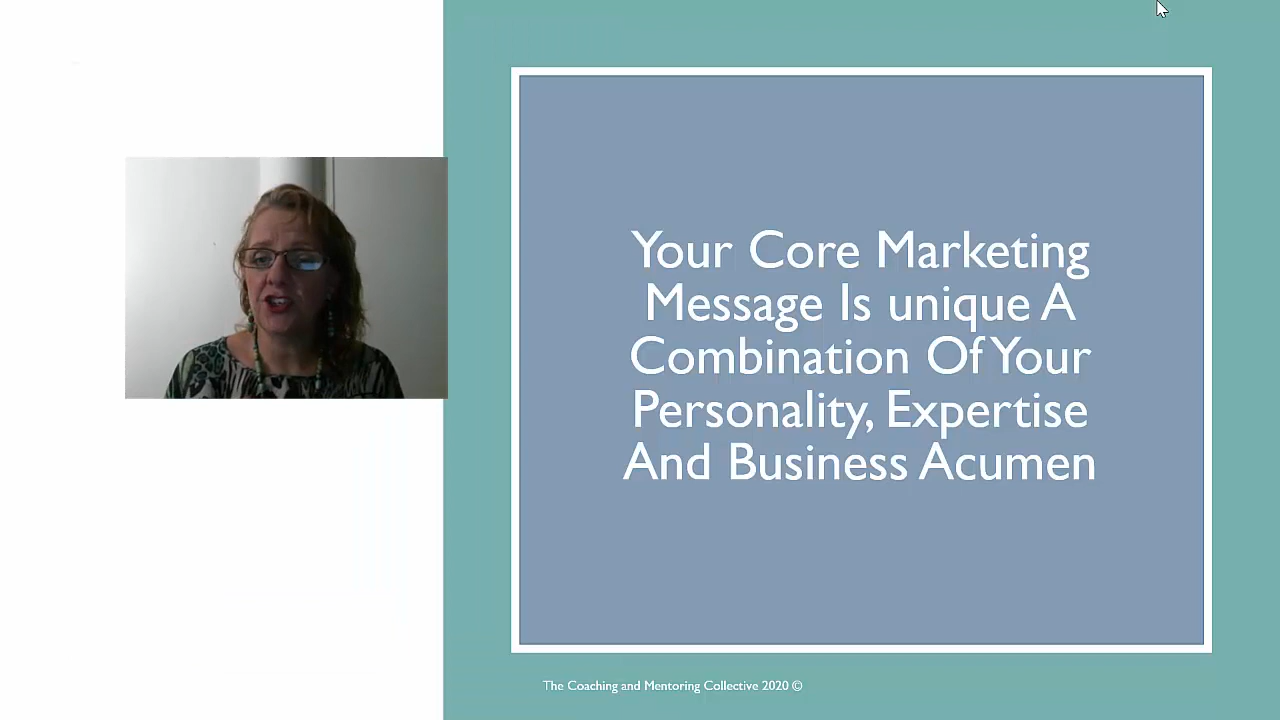 Your Core Marketing
Message Is unique A
Combination Of Your
Personality, Expertise
And Business Acumen
The Coaching and Mentoring Collective 2020 ©